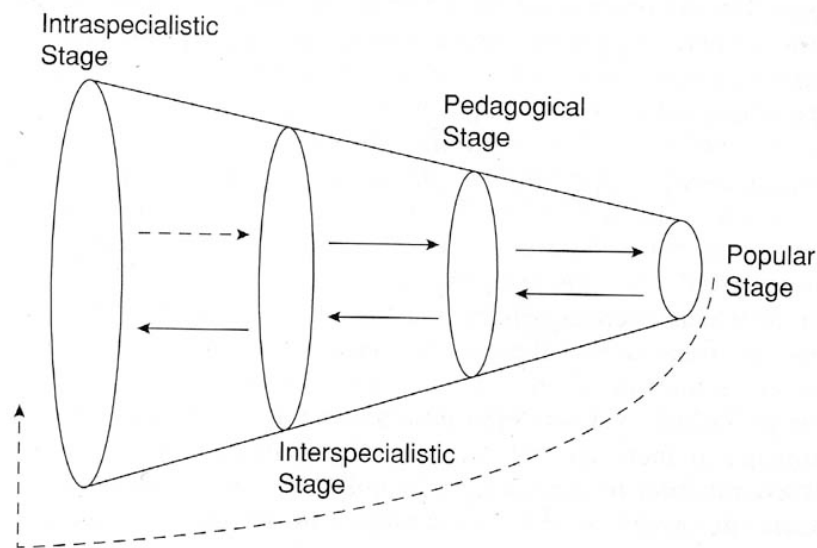 Intraspecialistic
Stage
Pedagogical
Stage
Popular
Stage
Interspecialistic
Stage